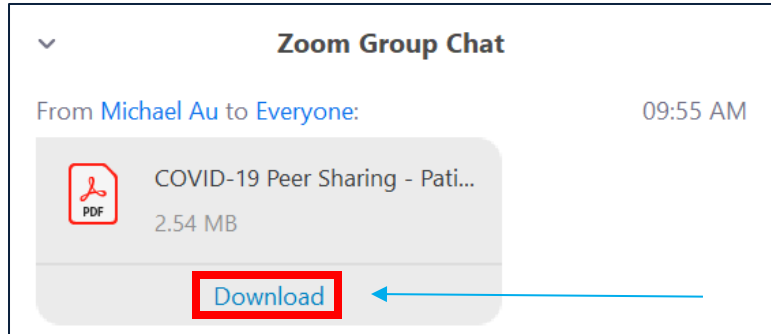 Zoom Group Chat
From Michael Au to Everyone: 09:55 AM
COVID-19 Peer Sharing - Pati...
PDF
2.54 MB
Download